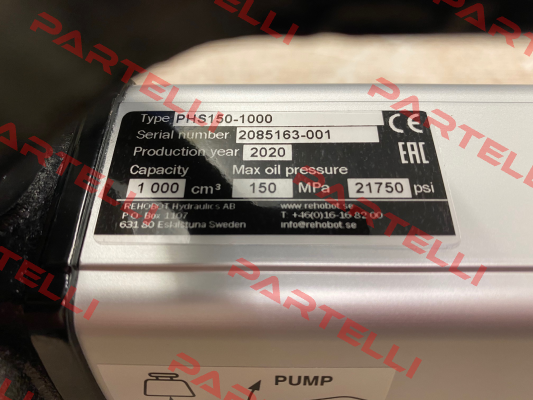 PARTELLI
PARTELLI
PARTELLI
Type PHS150-1000
Serial number 2085163-001
Production year 2020
Capacity Max oil pressure
1 000 cm³ 150 MPa 21750 psi
CE
EAC
REHOBOT Hydraulics AB www.rehobot.se
P O Box 1107 T +46(0)16-16 82 00
631 80 Eskilstuna Sweden info@rehobot.se
PARTELLI
PARTELLI
PARTELLI
PUMP